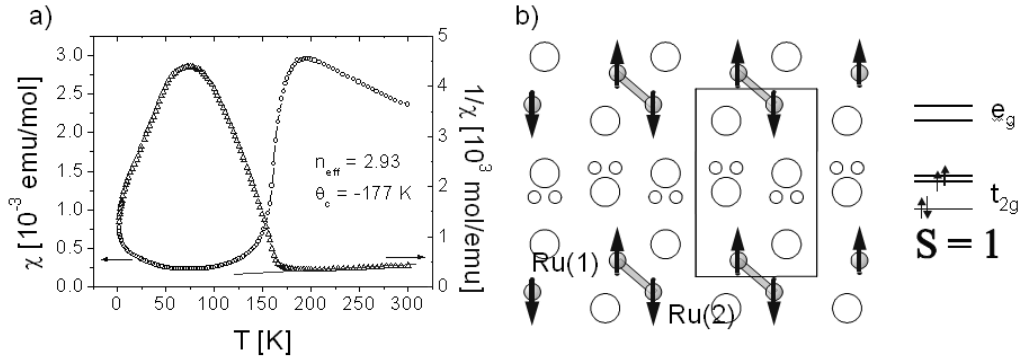 a)
b)
3.0
2.5
2.0
1.5
1.0
0.5
0.0
χ [10⁻³ emu/mol]
5
4
3
2
1
0
1/χ [10³ mol/emu]
n_eff = 2.93
θ_c = -177 K
0 50 100 150 200 250 300
T [K]
Ru(1)
Ru(2)
e_g
t_2g
S = 1